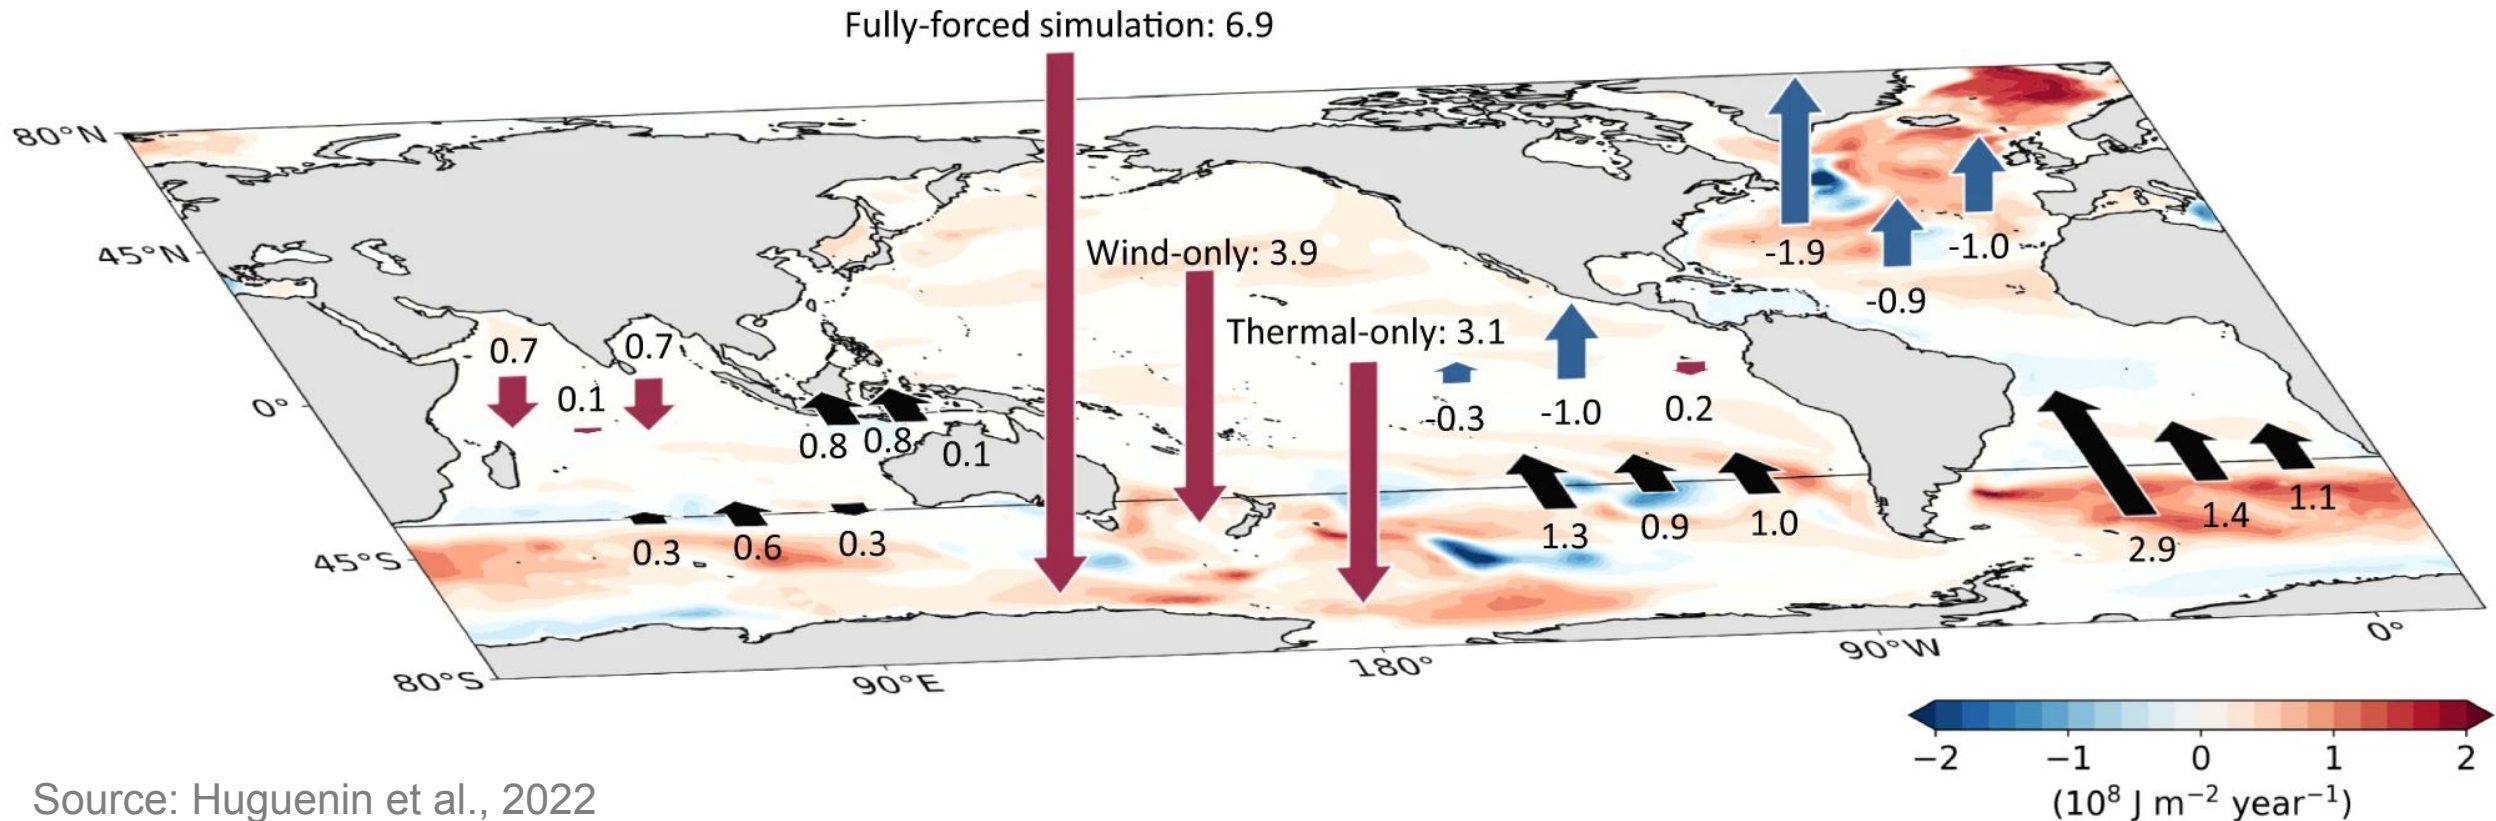 Fully-forced simulation: 6.9
80°N
45°N
Wind-only: 3.9
-1.9
-1.0
-0.9
Thermal-only: 3.1
0.7
0.7
0.1
0°
-0.3
-1.0
0.2
0.8
0.8
0.1
1.3
0.9
1.0
1.4
1.1
2.9
0.3
0.6
0.3
45°S
80°S
90°E
180°
90°W
0°
−2 −1 0 1 2
(10⁸ J m⁻² year⁻¹)
Source: Huguenin et al., 2022